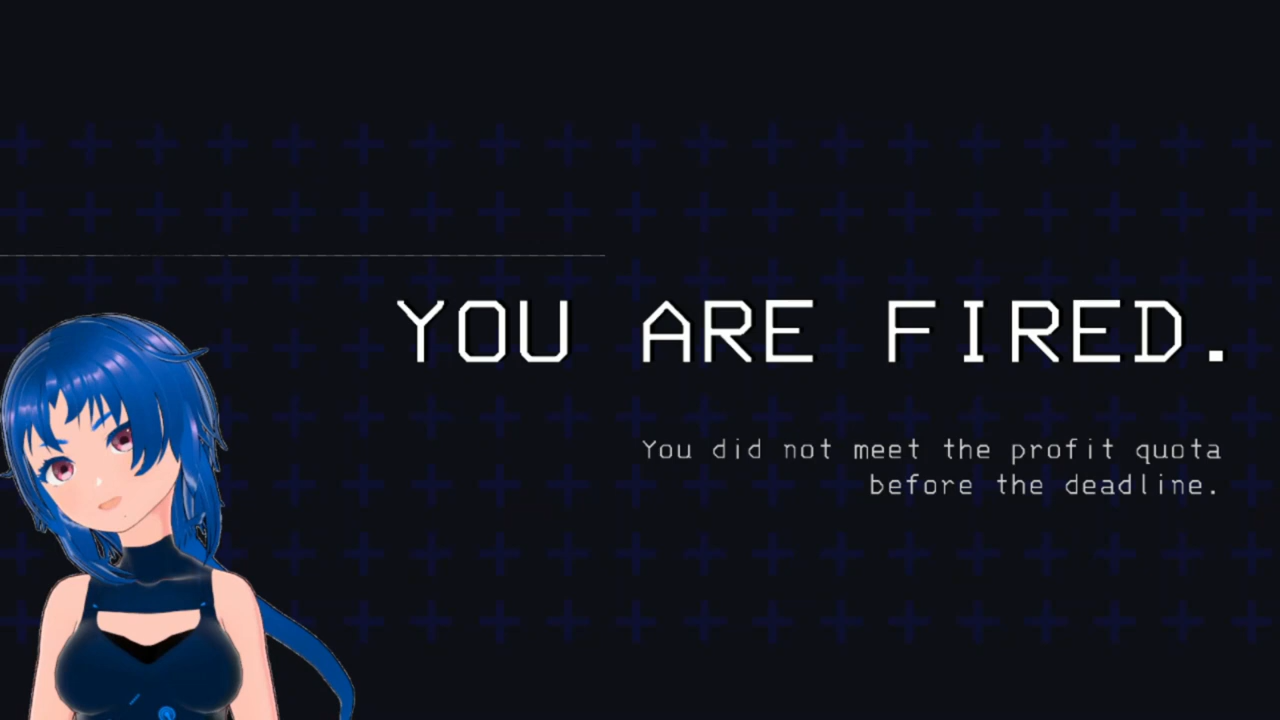 YOU ARE FIRED.
You did not meet the profit quota
before the deadline.